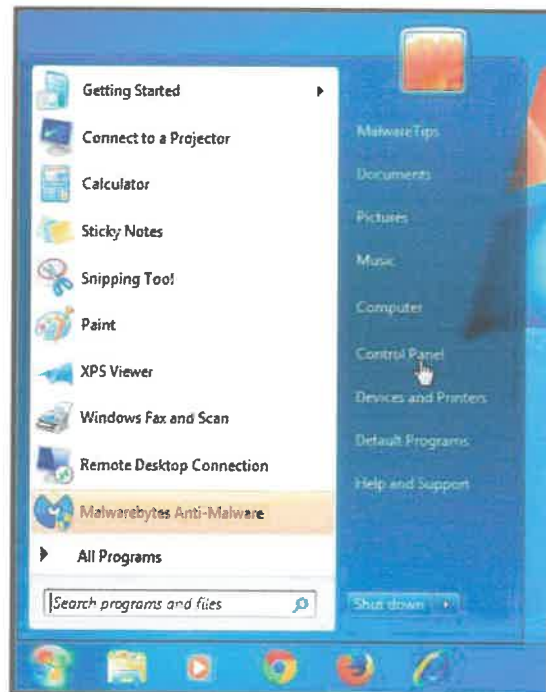 Getting Started
Connect to a Projector
Calculator
Sticky Notes
Snipping Tool
Paint
XPS Viewer
Windows Fax and Scan
Remote Desktop Connection
Malwarebytes Anti-Malware
All Programs
Search programs and files
MalwareTips
Documents
Pictures
Music
Computer
Control Panel
Devices and Printers
Default Programs
Help and Support
Shut down